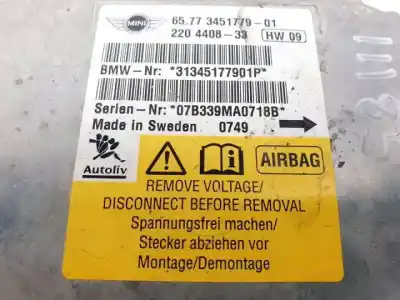 MINI
65.77 3451779-01
220 4408-33 HW 09
BMW-Nr: *31345177901P*
Serien-Nr: *07B339MA0718B*
Made in Sweden 0749
Autoliv
AIRBAG
REMOVE VOLTAGE/
DISCONNECT BEFORE REMOVAL
Spannungsfrei machen/
Stecker abziehen vor
Montage/Demontage